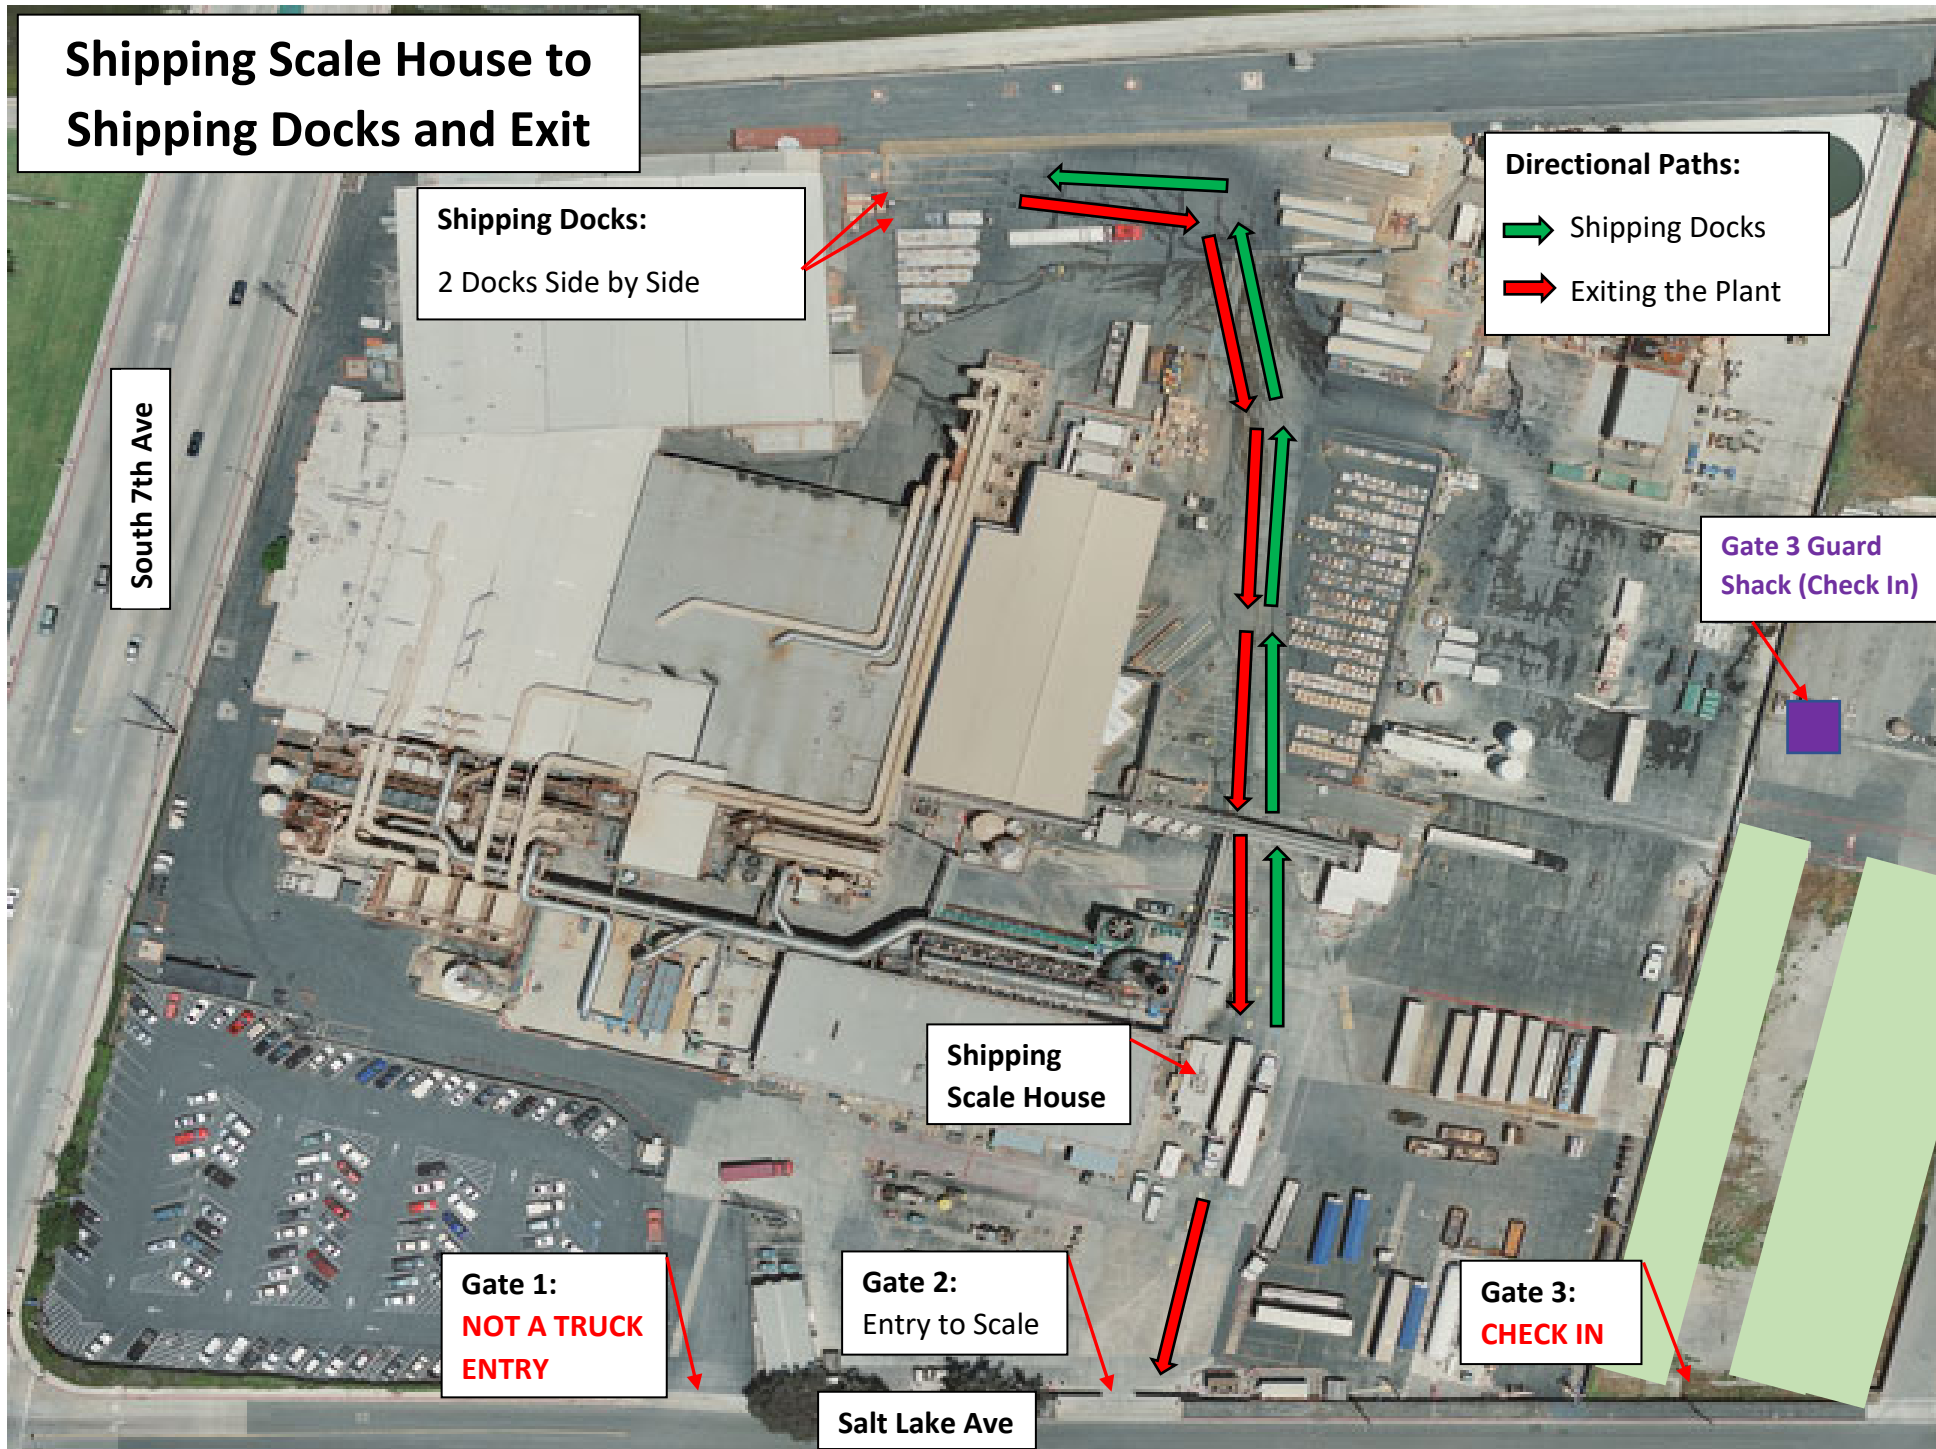 Shipping Scale House to
Shipping Docks and Exit
Shipping Docks:
2 Docks Side by Side
Directional Paths:
Shipping Docks
Exiting the Plant
South 7th Ave
Gate 3 Guard
Shack (Check In)
Shipping
Scale House
Gate 1:
NOT A TRUCK
ENTRY
Gate 2:
Entry to Scale
Gate 3:
CHECK IN
Salt Lake Ave